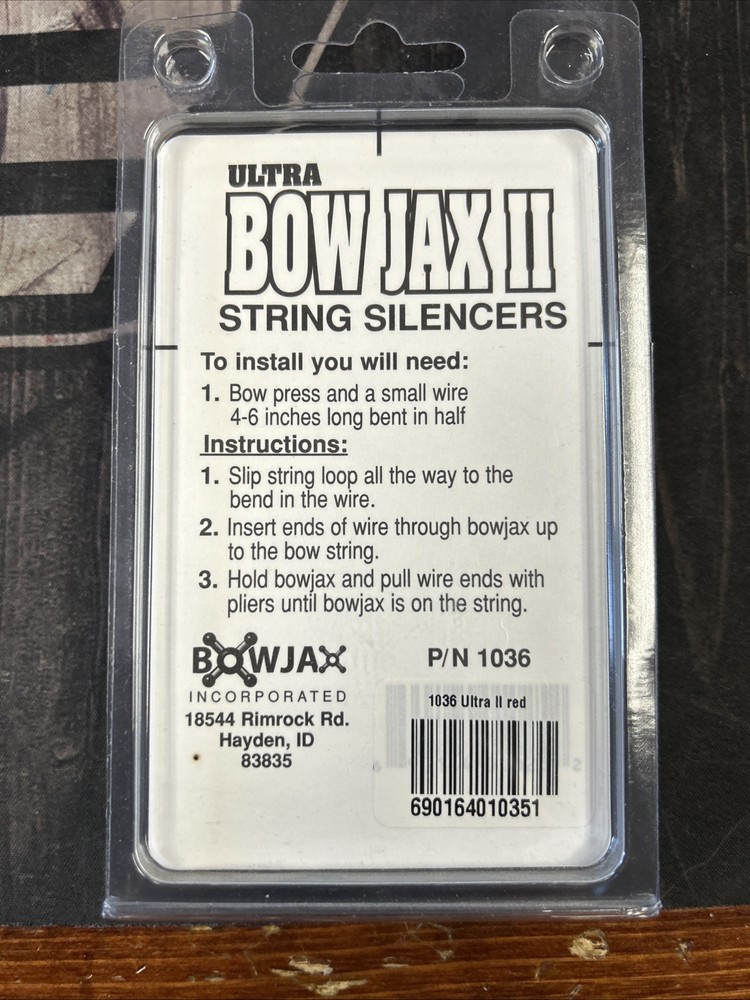 ULTRA
BOW JAX II
STRING SILENCERS
To install you will need:
1. Bow press and a small wire
4-6 inches long bent in half
Instructions:
1. Slip string loop all the way to the
bend in the wire.
2. Insert ends of wire through bowjax up
to the bow string.
3. Hold bowjax and pull wire ends with
pliers until bowjax is on the string.
BOWJAX
INCORPORATED
18544 Rimrock Rd.
Hayden, ID
83835
P/N 1036
1036 Ultra II red
690164010351